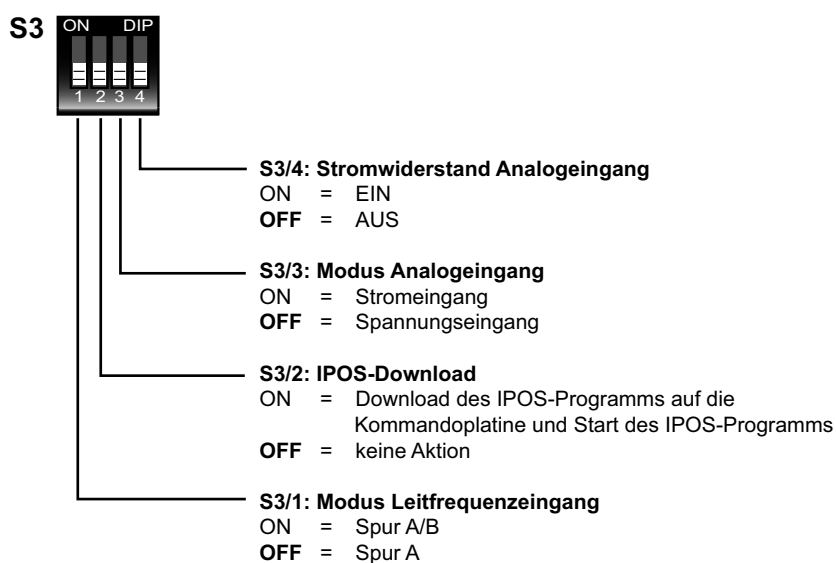 S3
ON DIP
1 2 3 4
S3/4: Stromwiderstand Analogeingang
ON = EIN
OFF = AUS
S3/3: Modus Analogeingang
ON = Stromeingang
OFF = Spannungseingang
S3/2: IPOS-Download
ON = Download des IPOS-Programms auf die
Kommandoplatine und Start des IPOS-Programms
OFF = keine Aktion
S3/1: Modus Leitfrequenzeingang
ON = Spur A/B
OFF = Spur A